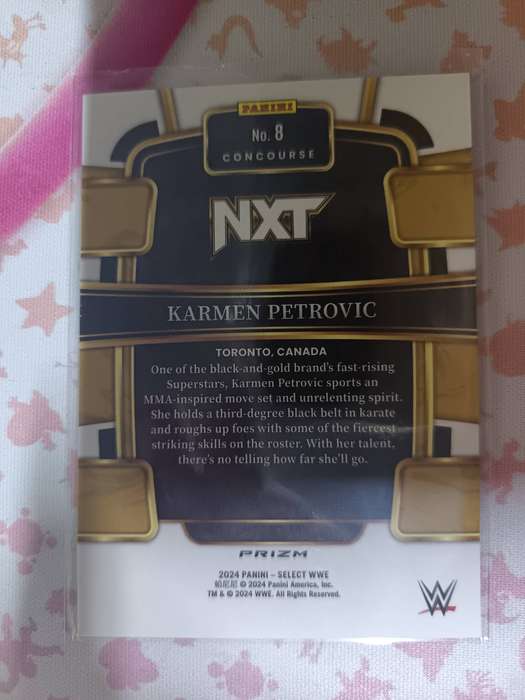 PANINI
No. 8
CONCOURSE
NXT
KARMEN PETROVIC
TORONTO, CANADA
One of the black-and-gold brand's fast-rising
Superstars, Karmen Petrovic sports an
MMA-inspired move set and unrelenting spirit.
She holds a third-degree black belt in karate
and roughs up foes with some of the fiercest
striking skills on the roster. With her talent,
there's no telling how far she'll go.
PRIZM
2024 PANINI – SELECT WWE
帕尼尼 © 2024 Panini America, Inc.
TM & © 2024 WWE. All Rights Reserved.
W